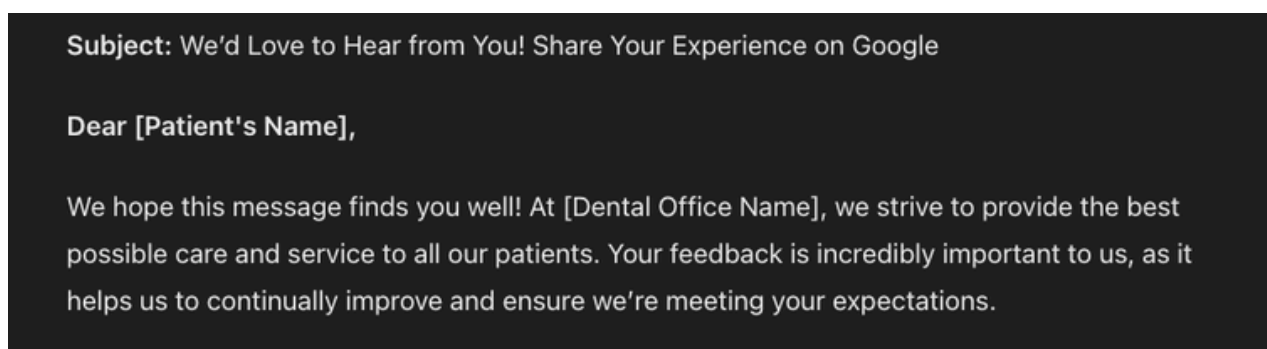 Subject: We’d Love to Hear from You! Share Your Experience on Google
Dear [Patient's Name],
We hope this message finds you well! At [Dental Office Name], we strive to provide the best
possible care and service to all our patients. Your feedback is incredibly important to us, as it
helps us to continually improve and ensure we’re meeting your expectations.